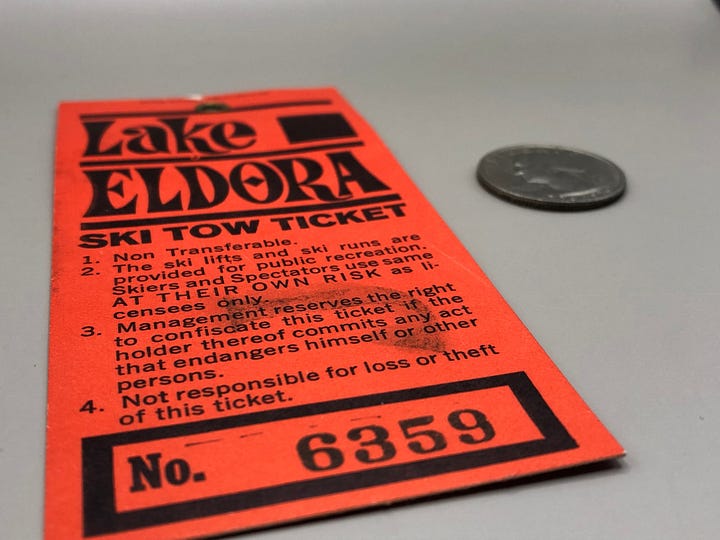 Lake
ELDORA
SKI TOW TICKET
1. Non Transferable.
2. The ski lifts and ski runs are
provided for public recreation.
Skiers and Spectators use same
AT THEIR OWN RISK as li-
censees only.
3. Management reserves the right
to confiscate this ticket if the
holder thereof commits any act
that endangers himself or other
persons.
4. Not responsible for loss or theft
of this ticket.
No. 6359